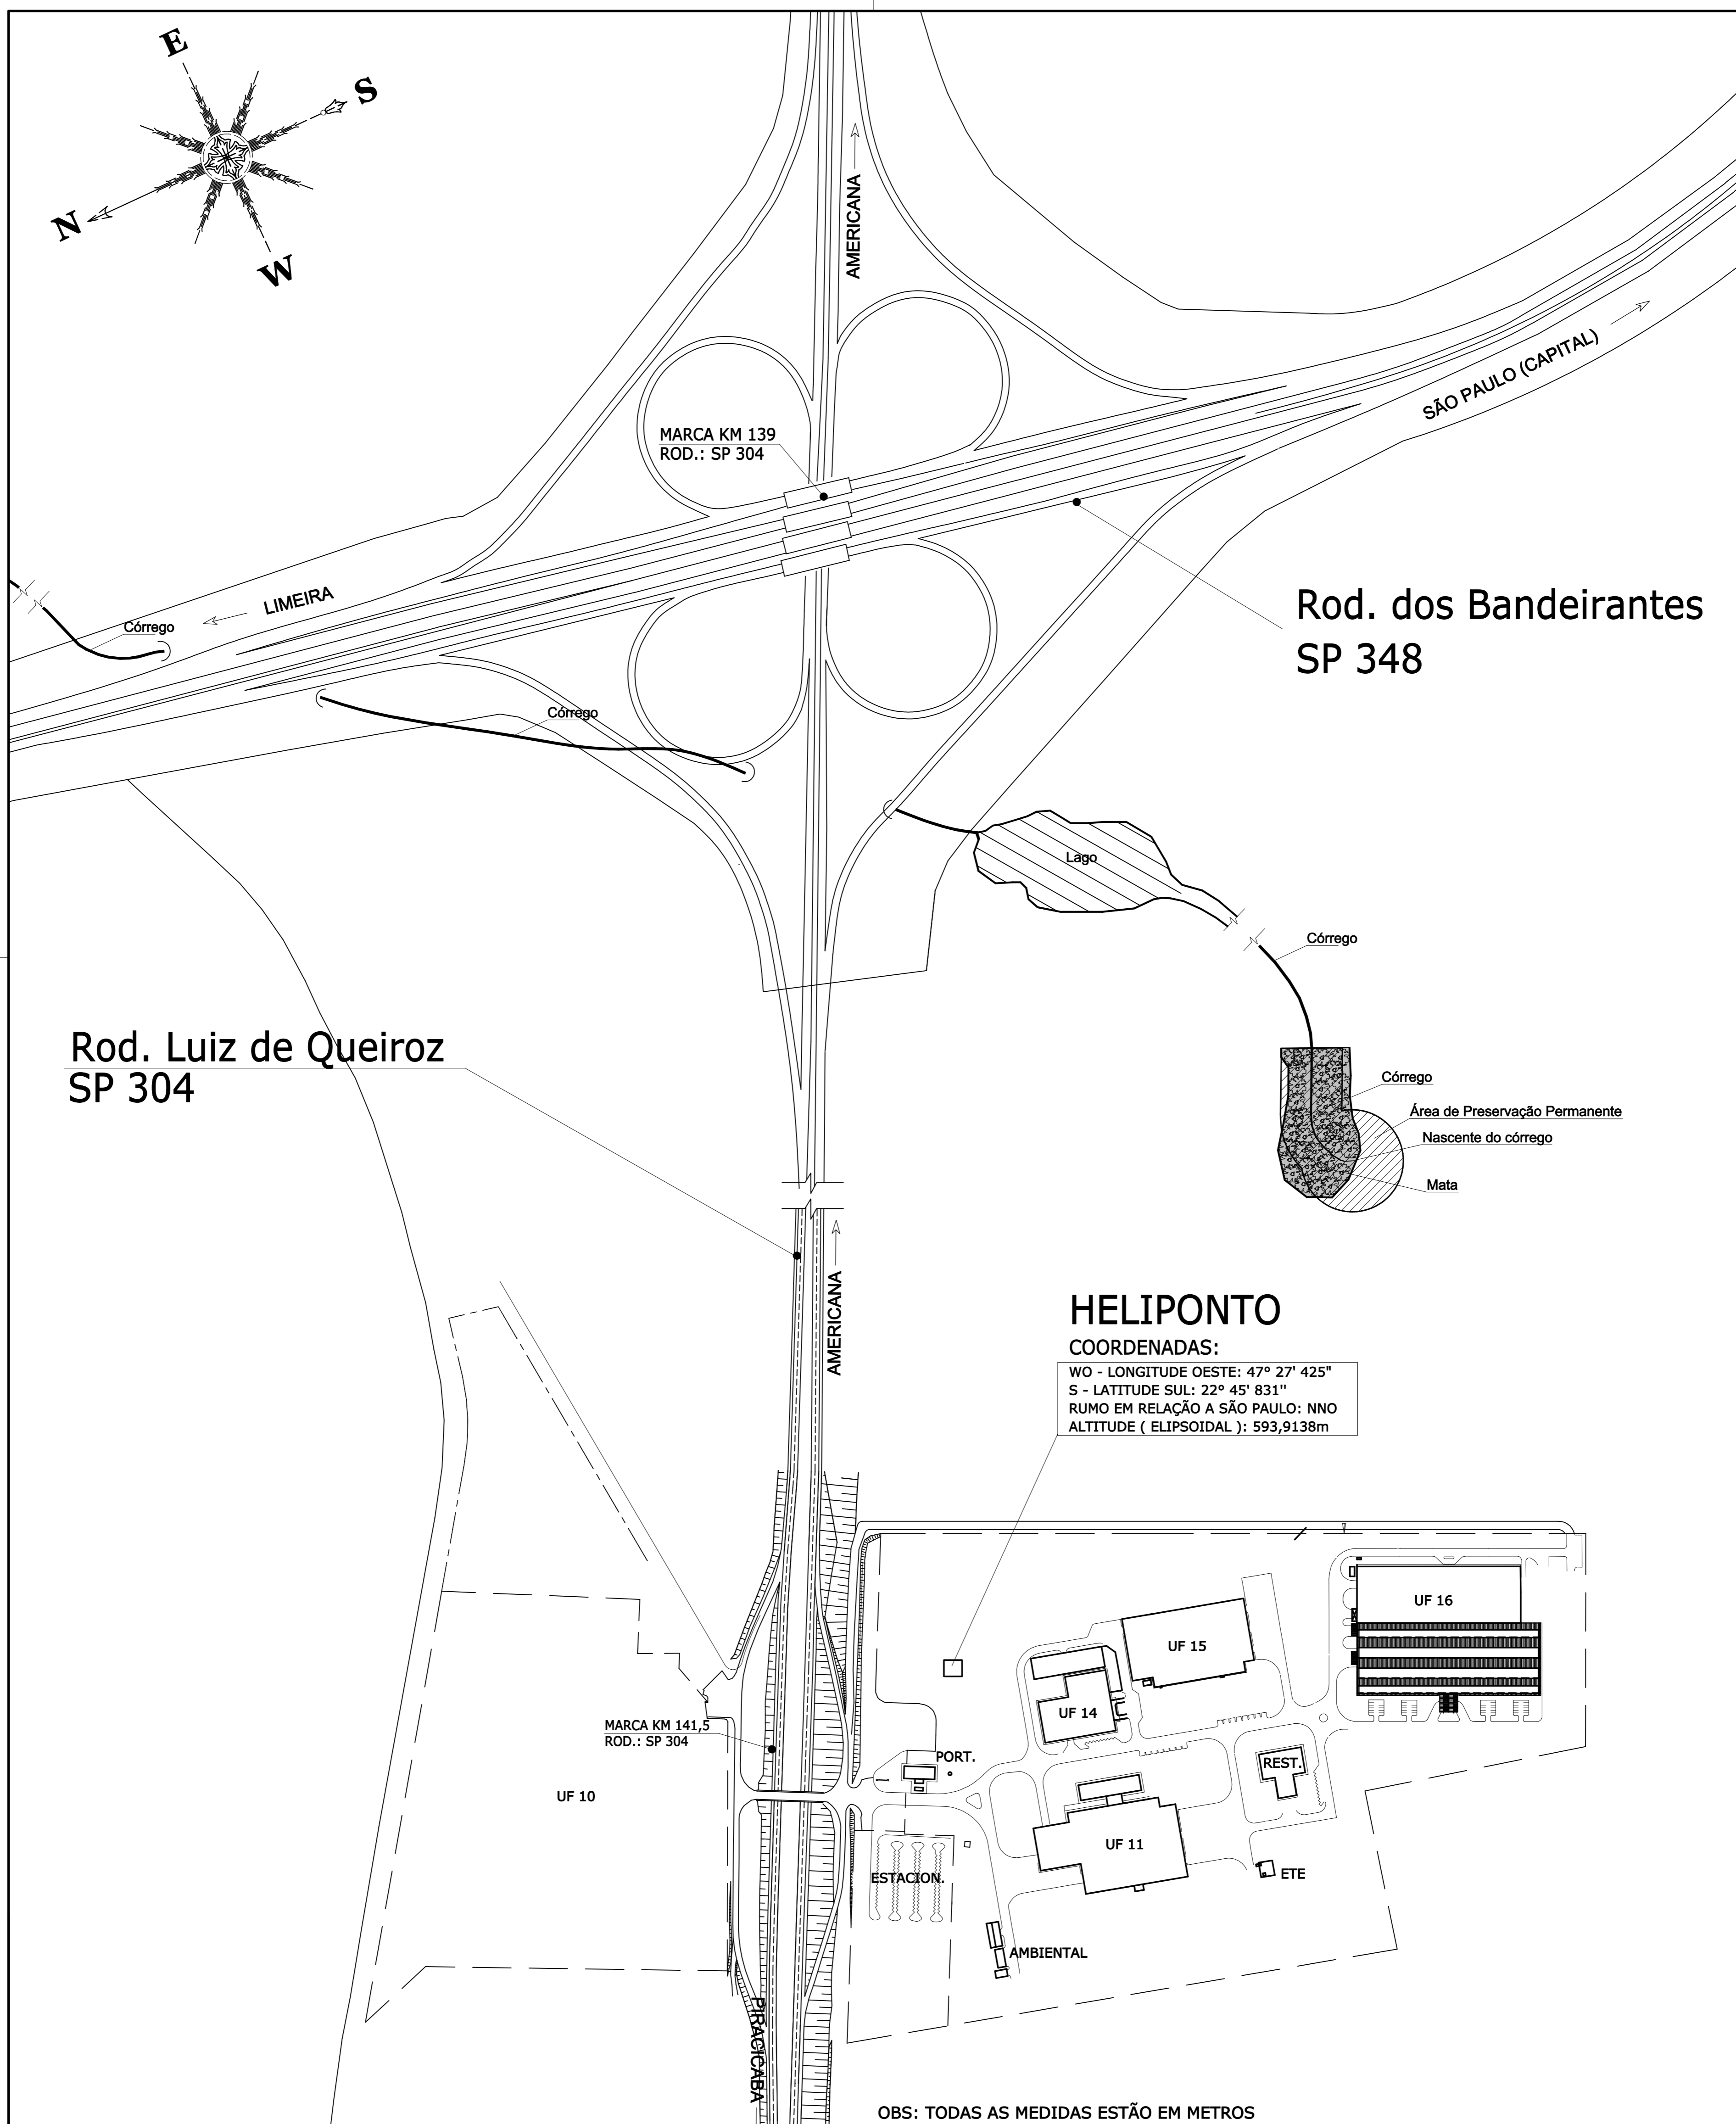 E
S
N
W
AMERICANA
SÃO PAULO (CAPITAL)
MARCA KM 139
ROD.: SP 304
LIMEIRA
Córrego
Rod. dos Bandeirantes
SP 348
Córrego
Lago
Córrego
Rod. Luiz de Queiroz
SP 304
Córrego
Área de Preservação Permanente
Nascente do córrego
Mata
AMERICANA
HELIPONTO
COORDENADAS:
WO - LONGITUDE OESTE: 47° 27' 425"
S - LATITUDE SUL: 22° 45' 831''
RUMO EM RELAÇÃO A SÃO PAULO: NNO
ALTITUDE ( ELIPSOIDAL ): 593,9138m
UF 16
UF 15
UF 14
MARCA KM 141,5
ROD.: SP 304
PORT.
REST.
UF 10
UF 11
ESTACION.
ETE
AMBIENTAL
PIRACICABA
OBS: TODAS AS MEDIDAS ESTÃO EM METROS